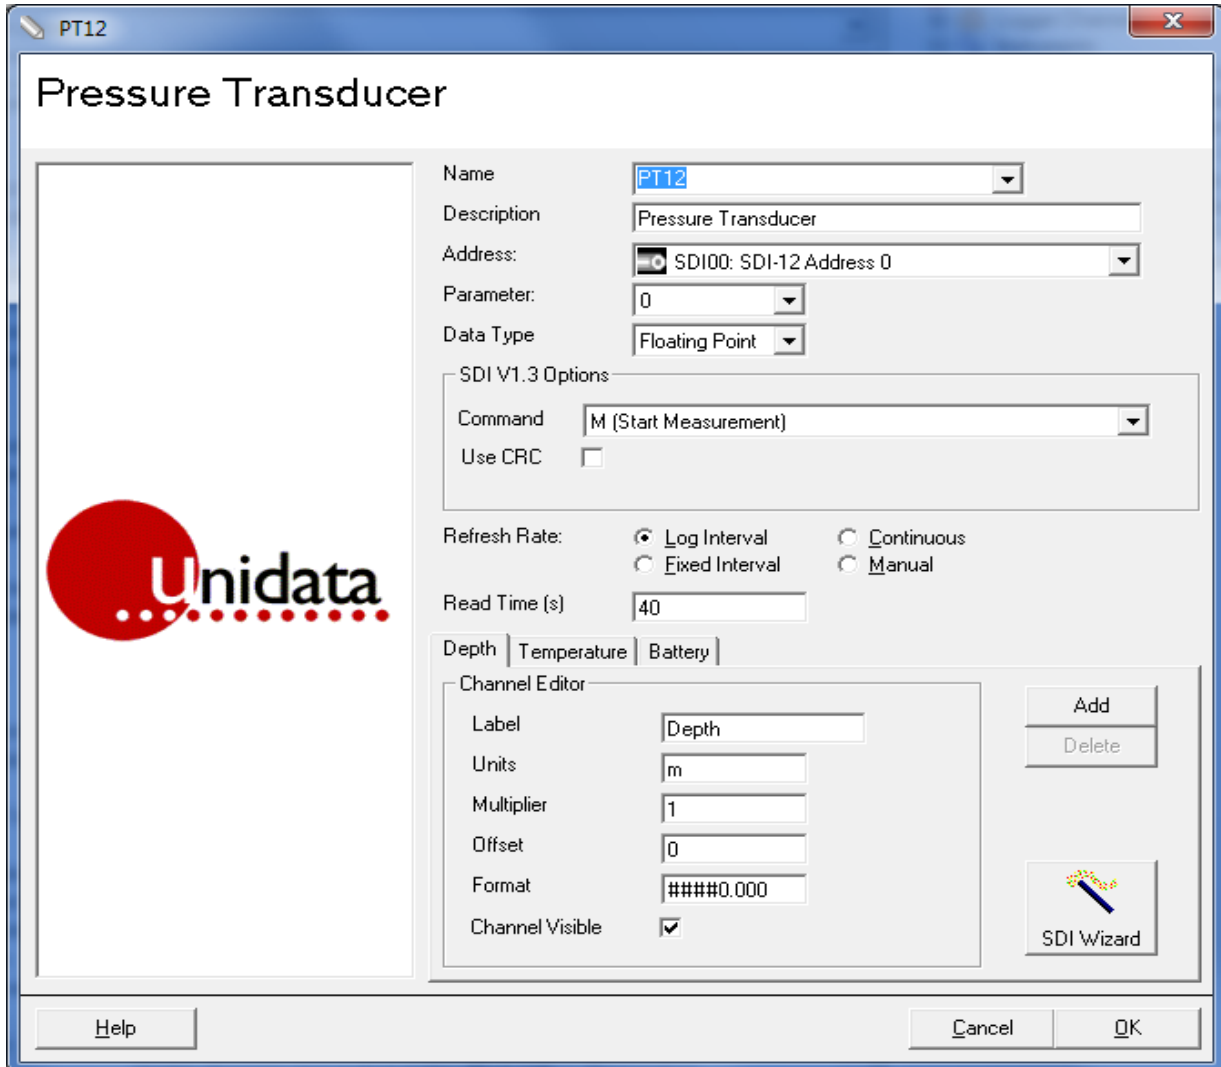 PT12
Pressure Transducer
Name PT12
Description Pressure Transducer
Address: SDI00: SDI-12 Address 0
Parameter: 0
Data Type Floating Point
SDI V1.3 Options
Command M (Start Measurement)
Use CRC
Refresh Rate: Log Interval Continuous
Fixed Interval Manual
Read Time (s) 40
Unidata
Depth Temperature Battery
Channel Editor
Label Depth
Units m
Multiplier 1
Offset 0
Format ####0.000
Channel Visible
Add
Delete
SDI Wizard
Help Cancel OK